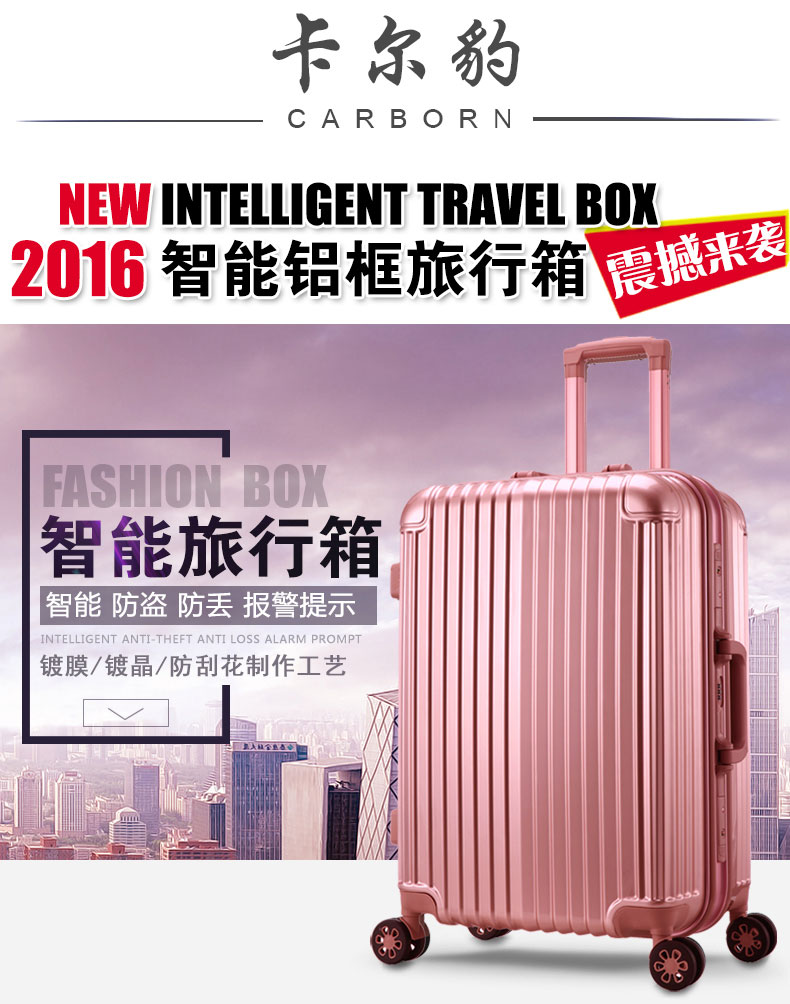 卡尔豹
CARBORN
NEW INTELLIGENT TRAVEL BOX
2016 智能铝框旅行箱 震撼来袭
FASHION BOX
智能旅行箱
智能 防盗 防丢 报警提示
INTELLIGENT ANTI-THEFT ANTI LOSS ALARM PROMPT
镀膜/镀晶/防刮花制作工艺